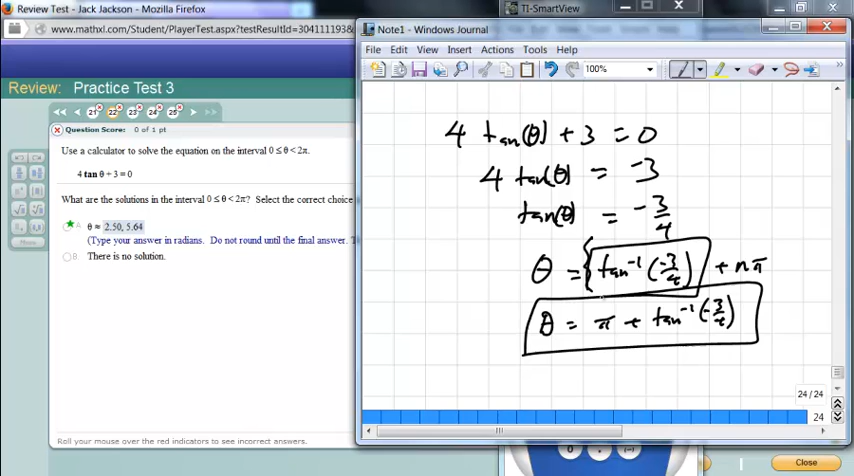 Review Test - Jack Jackson - Mozilla Firefox
www.mathxl.com/Student/PlayerTest.aspx?testResultId=304111193
Review: Practice Test 3
21 22 23 24 25
Question Score: 0 of 1 pt
Use a calculator to solve the equation on the interval 0 ≤ θ < 2π.
4 tan θ + 3 = 0
What are the solutions in the interval 0 ≤ θ < 2π? Select the correct choice
A. θ ≈ 2.50, 5.64
(Type your answer in radians. Do not round until the final answer.
B. There is no solution.
More
Roll your mouse over the red indicators to see incorrect answers.
TI-SmartView
Note1 - Windows Journal
File Edit View Insert Actions Tools Help
100%
4 tan(θ) + 3 = 0
4 tan(θ) = -3
tan(θ) = -3/4
θ = { tan⁻¹(-3/4) + nπ
θ = π + tan⁻¹(-3/4)
24 / 24
24
Close